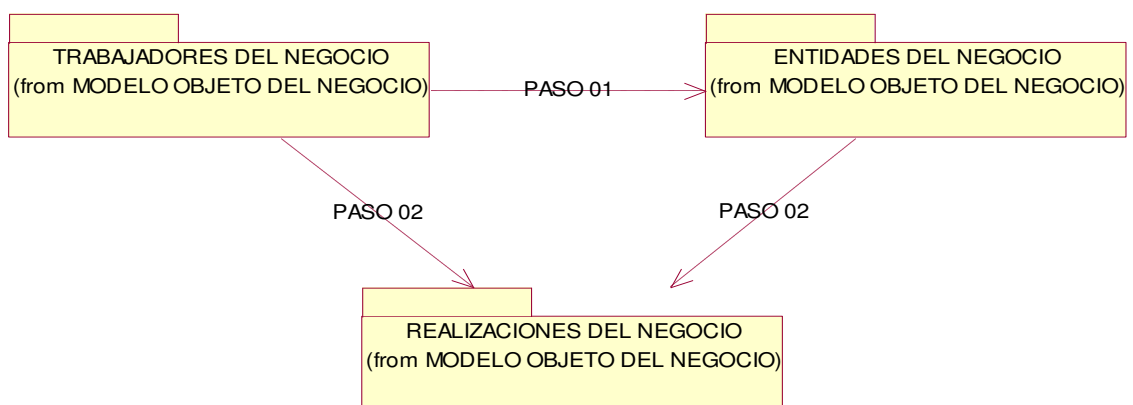 TRABAJADORES DEL NEGOCIO
(from MODELO OBJETO DEL NEGOCIO)
PASO 01
ENTIDADES DEL NEGOCIO
(from MODELO OBJETO DEL NEGOCIO)
PASO 02
PASO 02
REALIZACIONES DEL NEGOCIO
(from MODELO OBJETO DEL NEGOCIO)